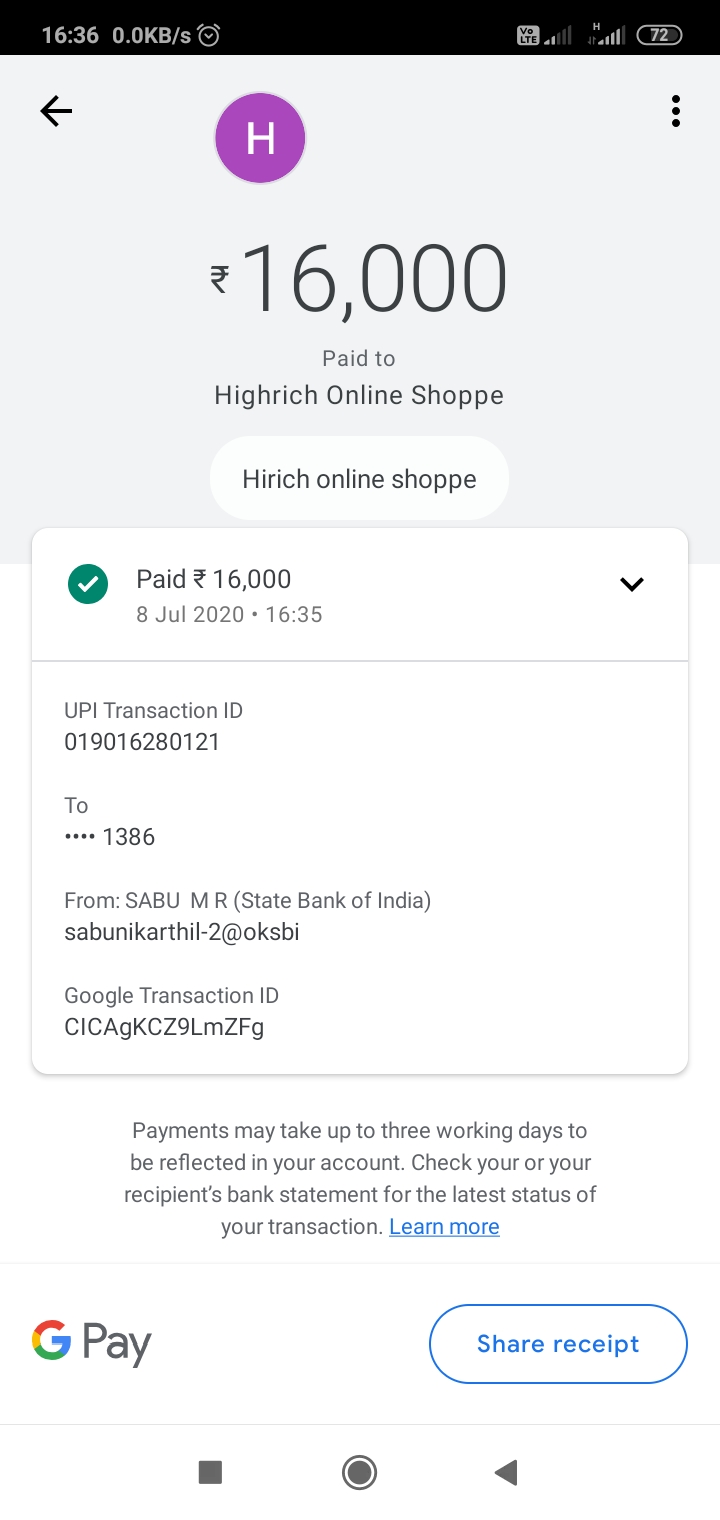 16:36 0.0KB/s Vo LTE H 72
H
₹16,000
Paid to
Highrich Online Shoppe
Hirich online shoppe
Paid ₹ 16,000
8 Jul 2020 • 16:35
UPI Transaction ID
019016280121
To
•••• 1386
From: SABU M R (State Bank of India)
sabunikarthil-2@oksbi
Google Transaction ID
CICAgKCZ9LmZFg
Payments may take up to three working days to
be reflected in your account. Check your or your
recipient’s bank statement for the latest status of
your transaction. Learn more
G Pay
Share receipt